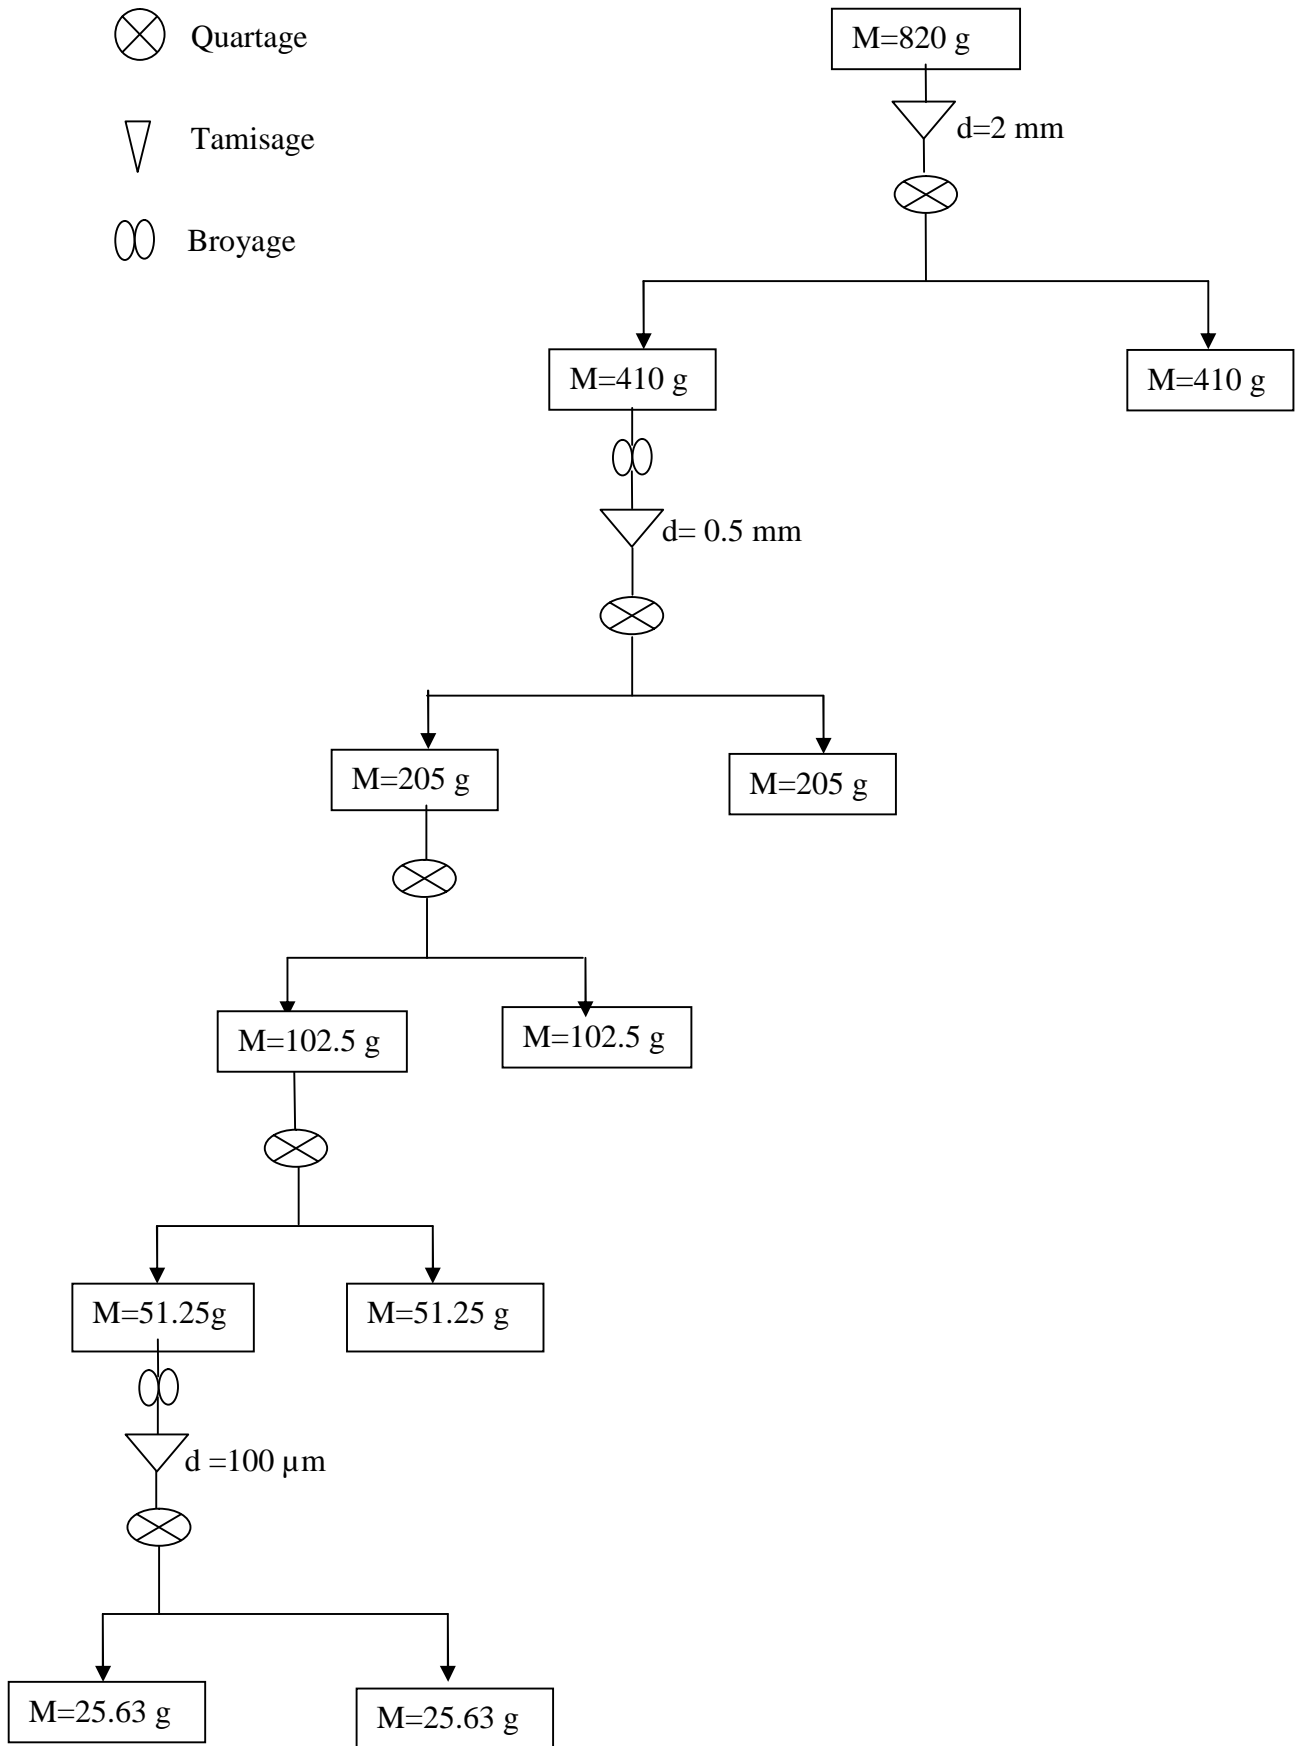 Quartage
M=820 g
Tamisage
d=2 mm
Broyage
M=410 g
M=410 g
d= 0.5 mm
M=205 g
M=205 g
M=102.5 g
M=102.5 g
M=51.25g
M=51.25 g
d =100 µm
M=25.63 g
M=25.63 g